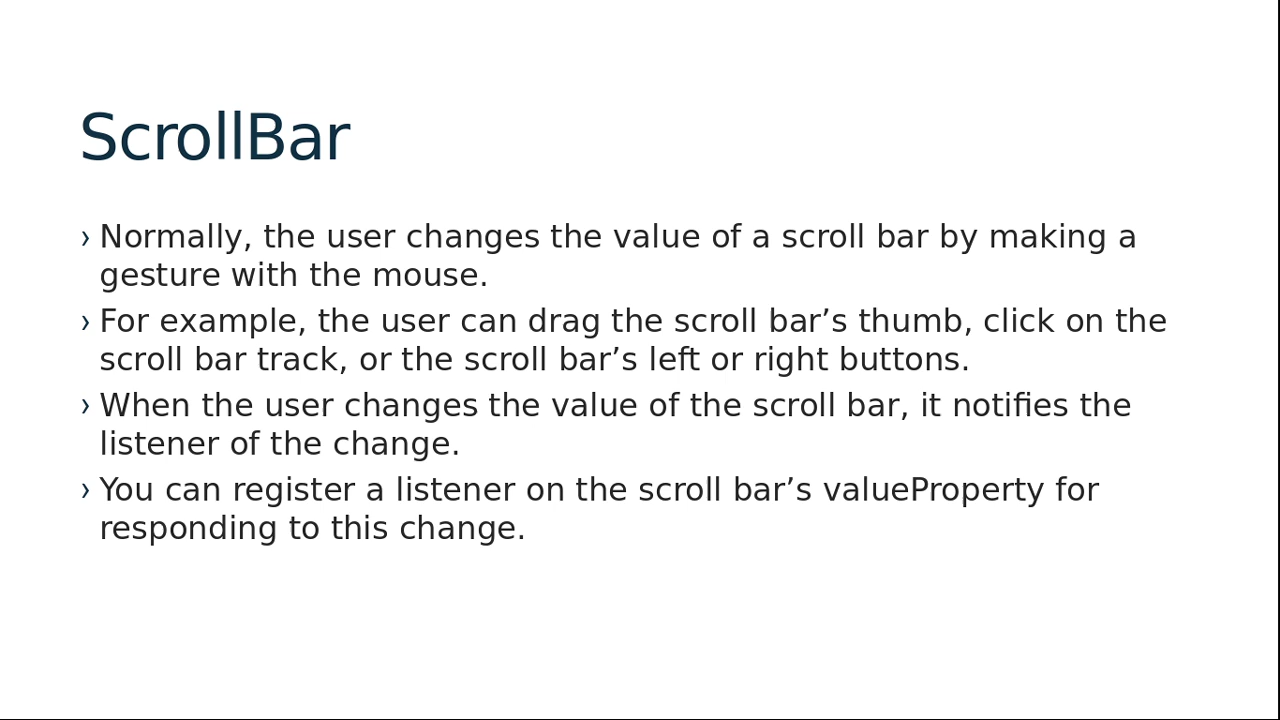 ScrollBar
› Normally, the user changes the value of a scroll bar by making a
gesture with the mouse.
› For example, the user can drag the scroll bar’s thumb, click on the
scroll bar track, or the scroll bar’s left or right buttons.
› When the user changes the value of the scroll bar, it notifies the
listener of the change.
› You can register a listener on the scroll bar’s valueProperty for
responding to this change.